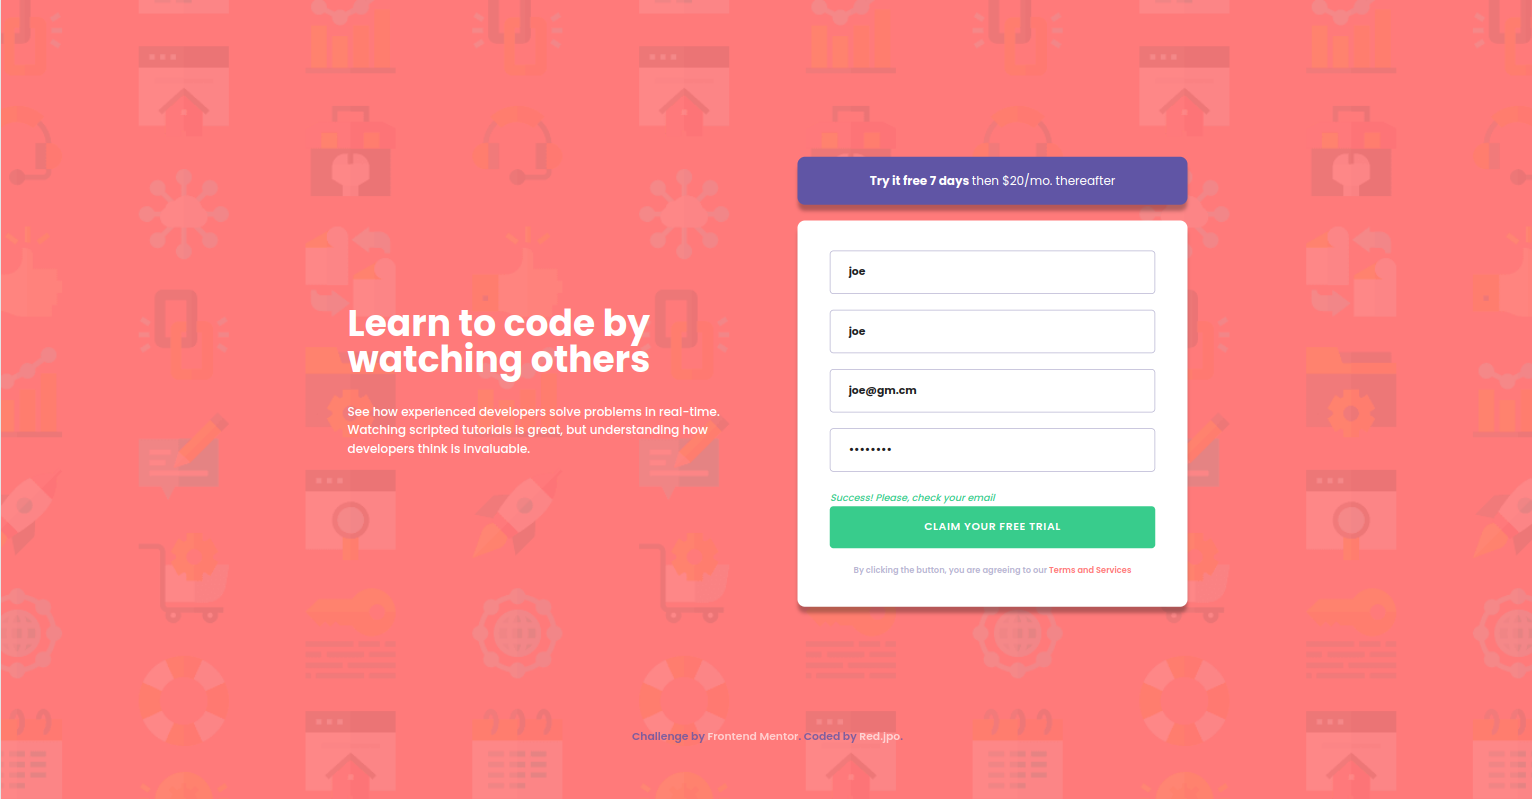 Learn to code by
watching others
See how experienced developers solve problems in real-time.
Watching scripted tutorials is great, but understanding how
developers think is invaluable.
Try it free 7 days then $20/mo. thereafter
joe
joe
joe@gm.cm
••••••••
Success! Please, check your email
CLAIM YOUR FREE TRIAL
By clicking the button, you are agreeing to our Terms and Services
Challenge by Frontend Mentor. Coded by Red.jpo.